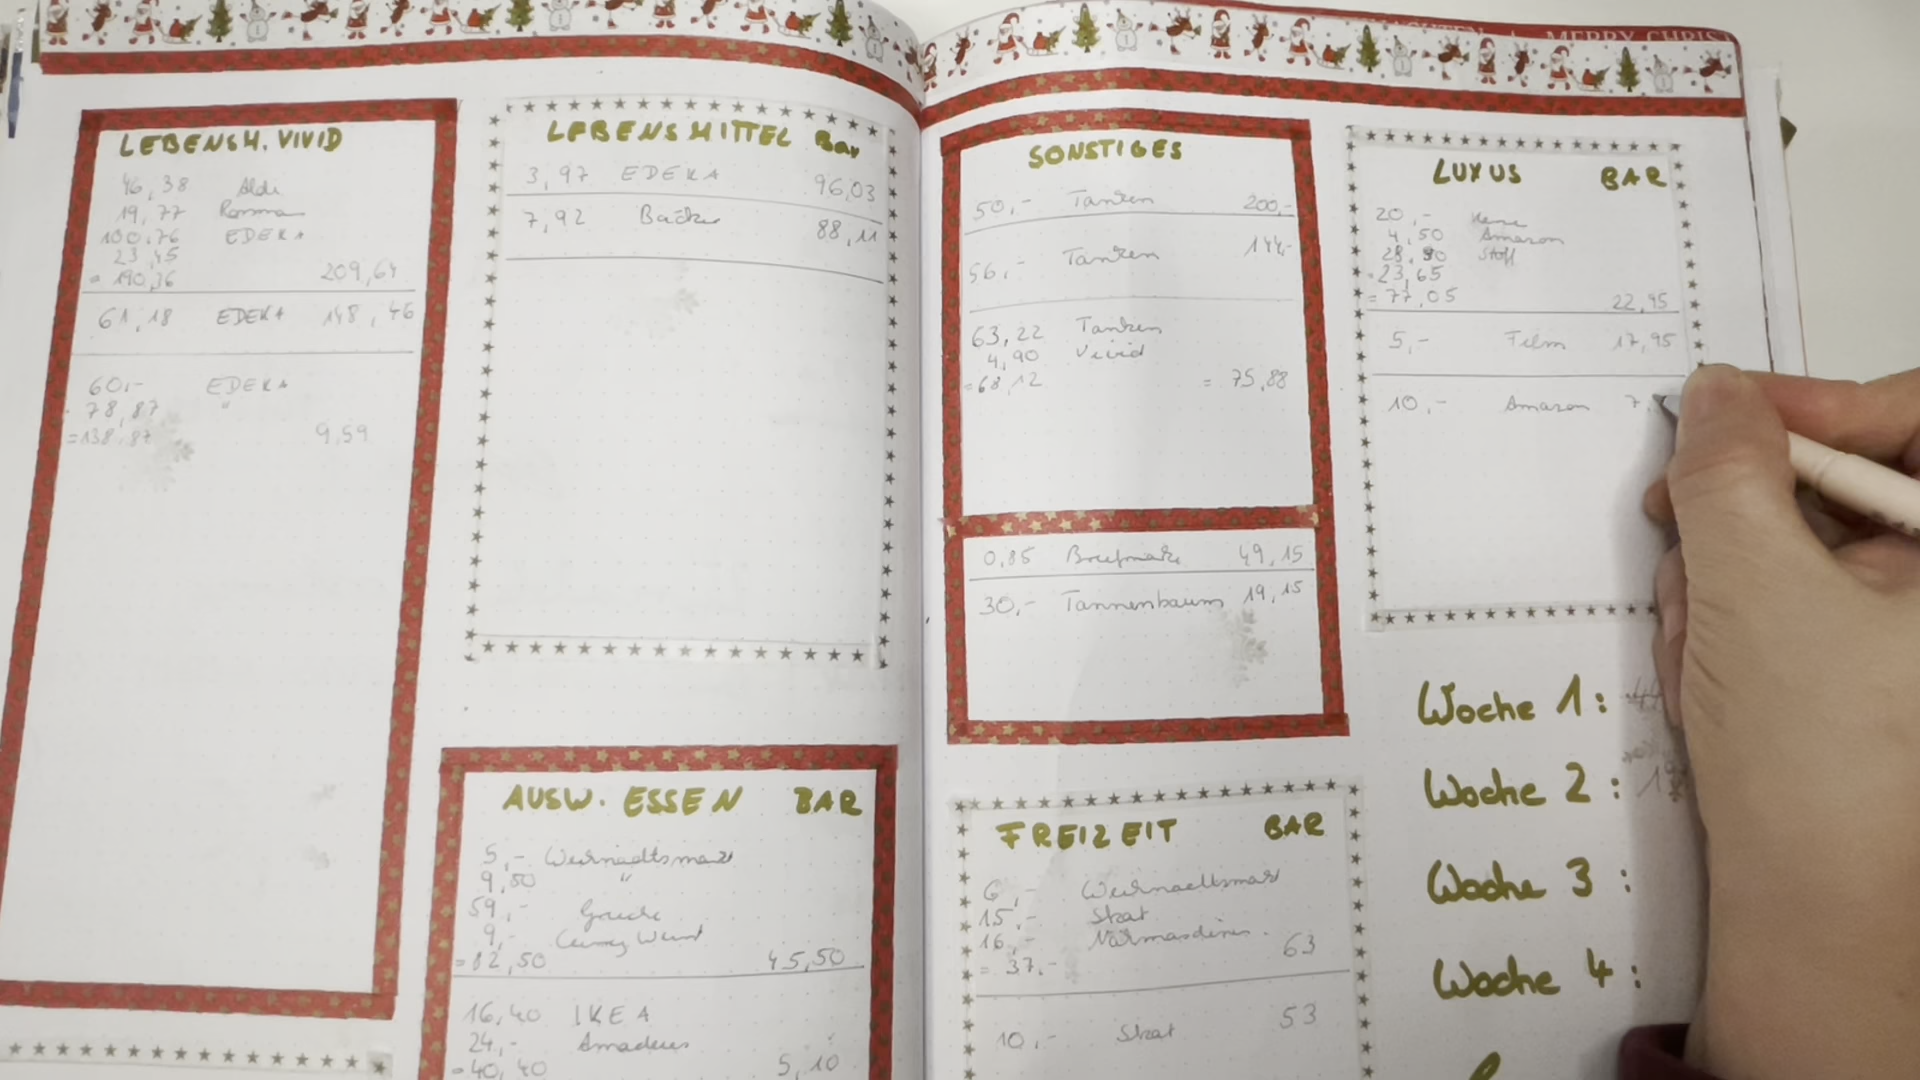 MERRY CHRIST
LEBENSM. VIVID
46,38 Aldi
19,77 Rossmann
100,76 EDEKA
23,45
= 190,36 209,64
61,18 EDEKA 148,46
60,- EDEKA
78,87 "
=138,87 9,59
LEBENSMITTEL Bar
3,97 EDEKA 96,03
7,92 Bäcker 88,11
AUSW. ESSEN BAR
5,- Weihnachtsmarkt
9,50 "
59,-
9,- Curry Wurst
=82,50 45,50
16,40 IKEA
24,- Amadeus
=40,40 5,10
SONSTIGES
50,- Tanken 200,-
56,- Tanken 144,-
63,22 Tanken
4,90 Vivid
=68,12 = 75,88
0,85 Briefmarke 49,15
30,- Tannenbaum 19,15
FREIZEIT BAR
6,- Weihnachtsmarkt
15,- Skat
16,-
= 37,- 63
10,- Skat 53
LUXUS BAR
20,-
4,50 Amazon
28,90 Stoff
23,65
=77,05 22,95
5,- Film 17,95
10,- Amazon 7,
Woche 1:
Woche 2:
Woche 3:
Woche 4: